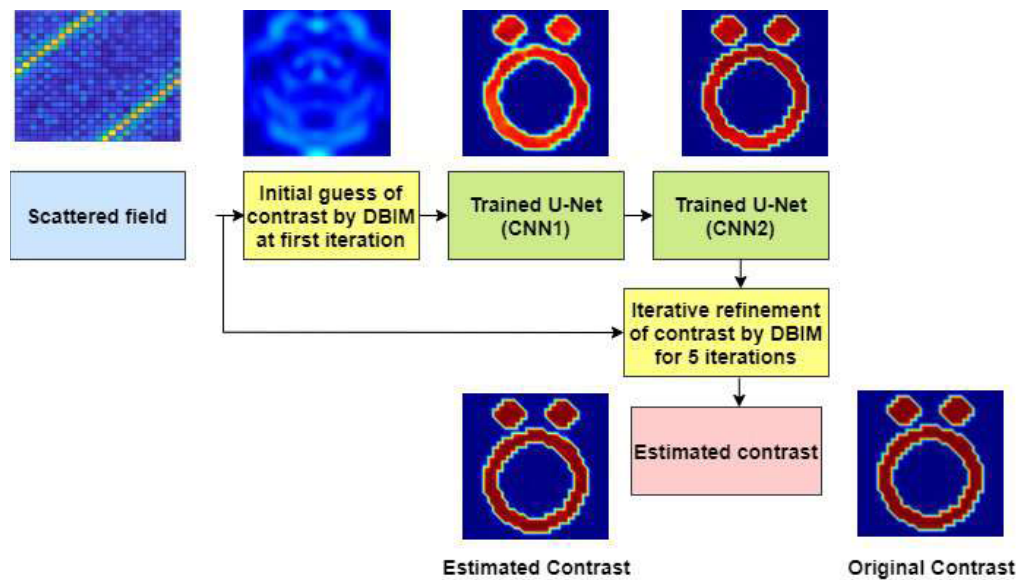 Scattered field
Initial guess of
contrast by DBIM
at first iteration
Trained U-Net
(CNN1)
Trained U-Net
(CNN2)
Iterative refinement
of contrast by DBIM
for 5 iterations
Estimated contrast
Estimated Contrast
Original Contrast